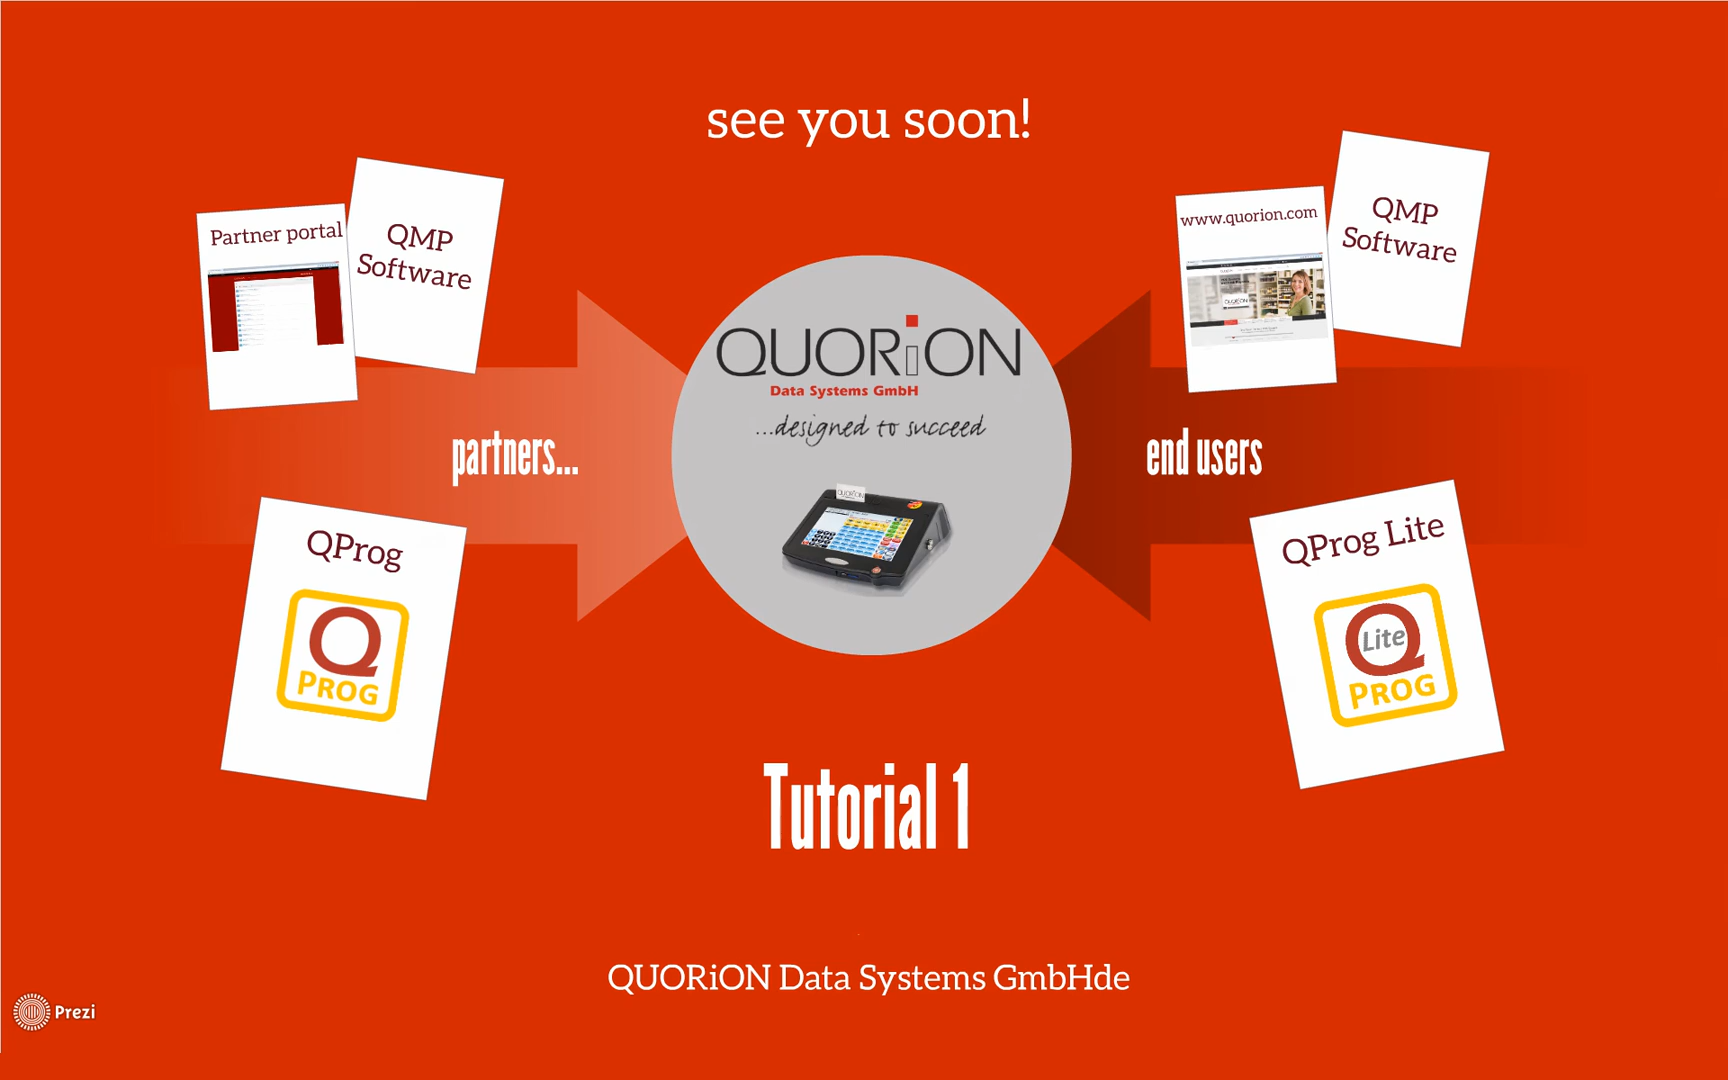 see you soon!
Partner portal
QMP
Software
www.quorion.com
QMP
Software
QUORiON
Data Systems GmbH
...designed to succeed
partners...
end users
QProg
Q
PROG
QProg Lite
Q
Lite
PROG
Tutorial 1
QUORiON Data Systems GmbHde
Prezi